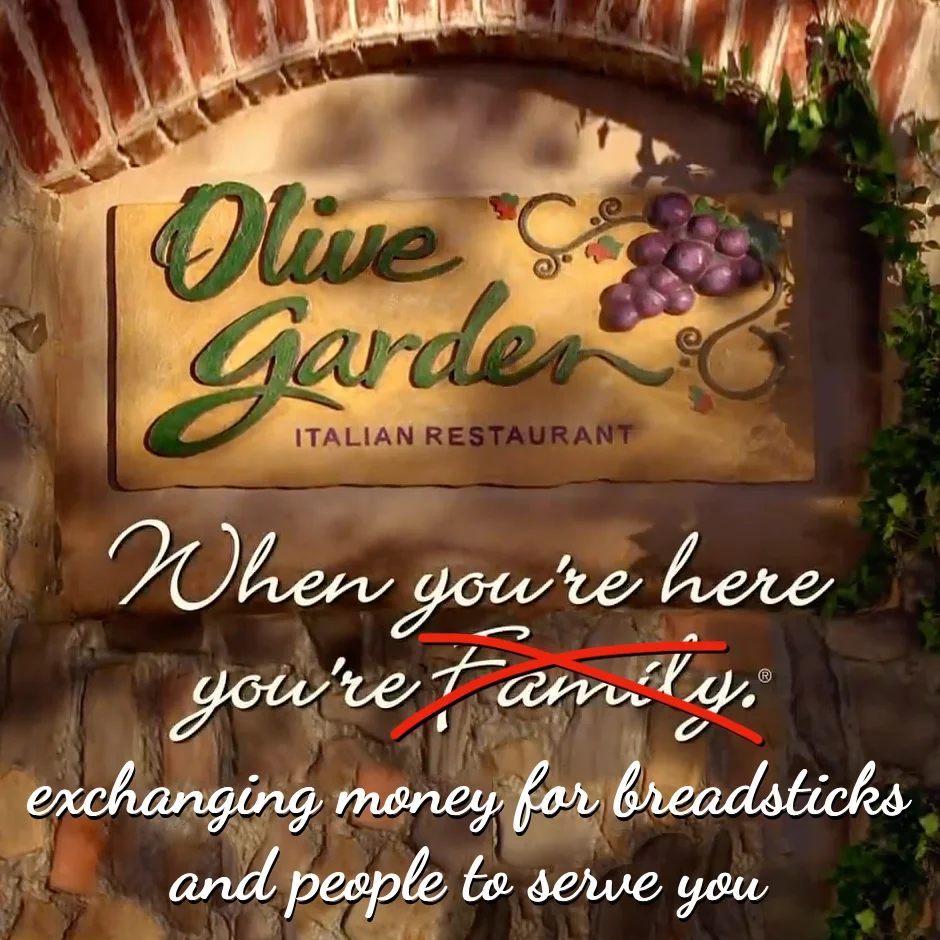 Olive
Garden
ITALIAN RESTAURANT
When you're here
you're Family.®
exchanging money for breadsticks
and people to serve you